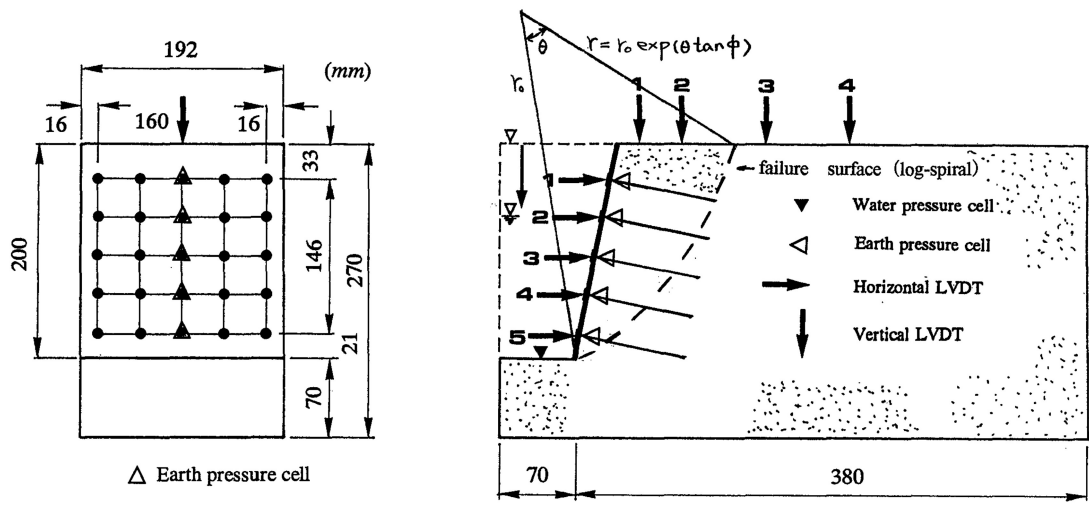 192
(mm)
16
160
16
33
200
146
270
21
70
△ Earth pressure cell
θ
r = r₀ exp(θ tanϕ)
r₀
1
2
3
4
failure surface (log-spiral)
1
2
3
4
5
Water pressure cell
Earth pressure cell
Horizontal LVDT
Vertical LVDT
70
380